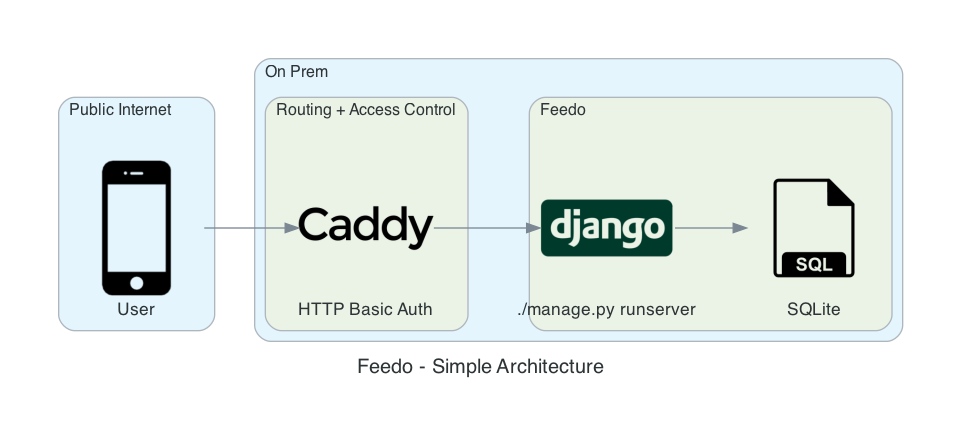 On Prem
Public Internet
Routing + Access Control
Feedo
Caddy
django
SQL
User
HTTP Basic Auth
./manage.py runserver
SQLite
Feedo - Simple Architecture